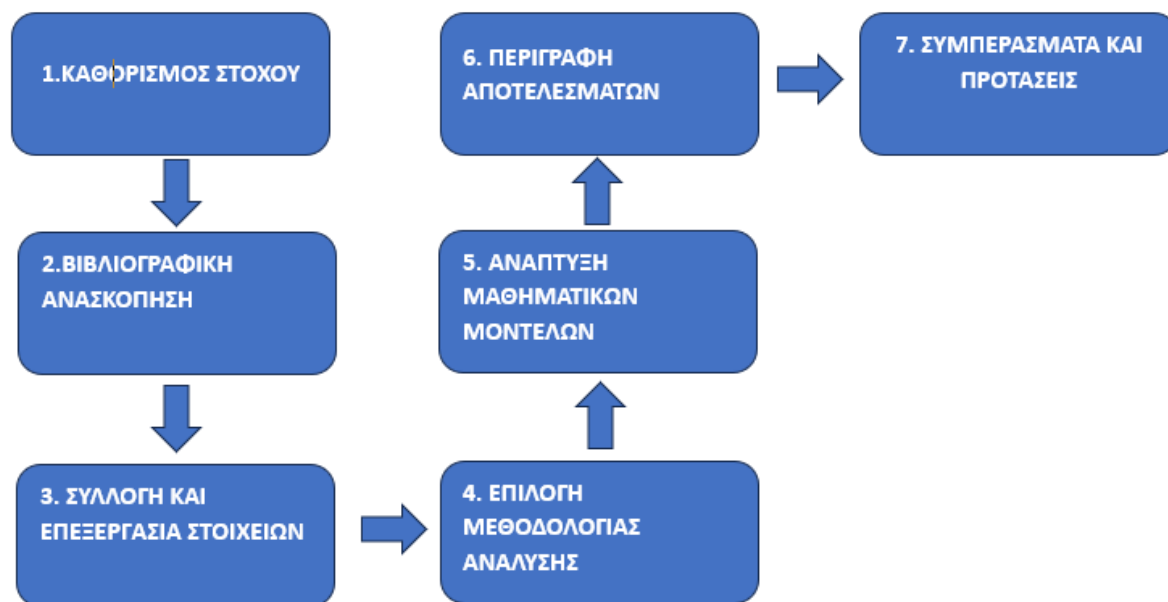 1.ΚΑΘΟΡΙΣΜΟΣ ΣΤΟΧΟΥ
2.ΒΙΒΛΙΟΓΡΑΦΙΚΗ
ΑΝΑΣΚΟΠΗΣΗ
3. ΣΥΛΛΟΓΗ ΚΑΙ
ΕΠΕΞΕΡΓΑΣΙΑ ΣΤΟΙΧΕΙΩΝ
4. ΕΠΙΛΟΓΗ
ΜΕΘΟΔΟΛΟΓΙΑΣ
ΑΝΑΛΥΣΗΣ
5. ΑΝΑΠΤΥΞΗ
ΜΑΘΗΜΑΤΙΚΩΝ
ΜΟΝΤΕΛΩΝ
6. ΠΕΡΙΓΡΑΦΗ
ΑΠΟΤΕΛΕΣΜΑΤΩΝ
7. ΣΥΜΠΕΡΑΣΜΑΤΑ ΚΑΙ
ΠΡΟΤΑΣΕΙΣ